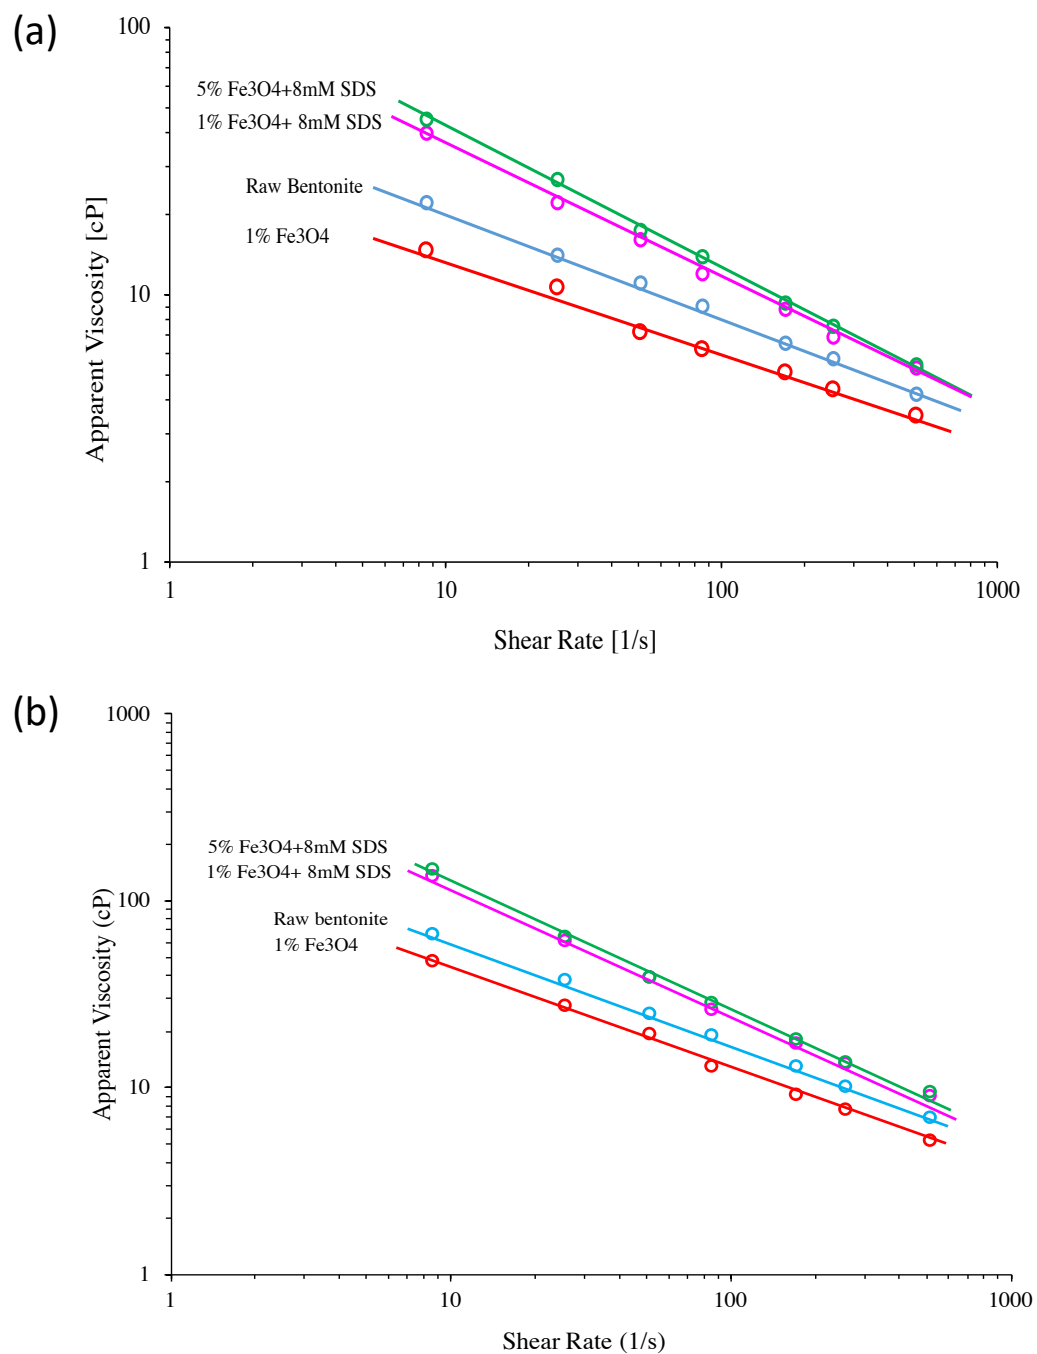 (a)
100
5% Fe3O4+8mM SDS
1% Fe3O4+ 8mM SDS
Raw Bentonite
1% Fe3O4
10
Apparent Viscosity [cP]
1
1 10 100 1000
Shear Rate [1/s]
(b)
1000
5% Fe3O4+8mM SDS
1% Fe3O4+ 8mM SDS
100
Raw bentonite
1% Fe3O4
Apparent Viscosity (cP)
10
1
1 10 100 1000
Shear Rate (1/s)